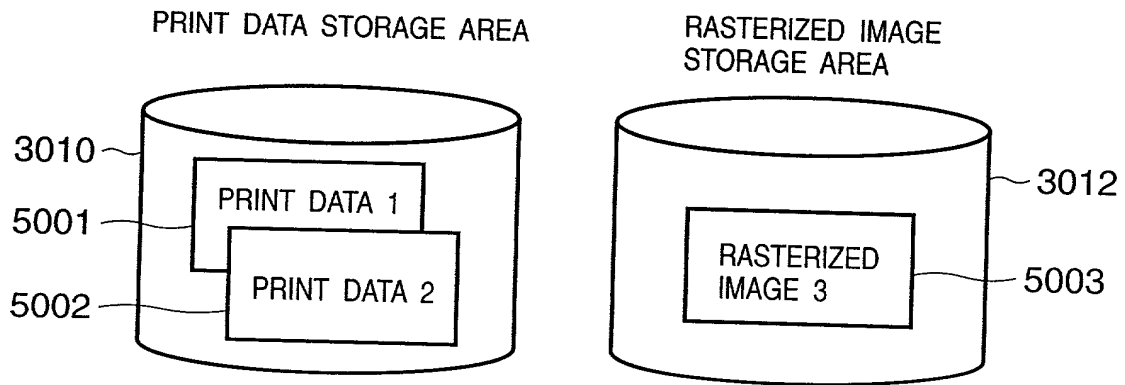 PRINT DATA STORAGE AREA
RASTERIZED IMAGE
STORAGE AREA
3010
PRINT DATA 1
5001
PRINT DATA 2
5002
3012
RASTERIZED
IMAGE 3
5003